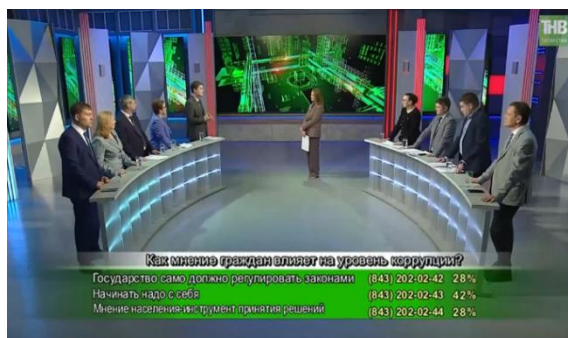 ТНВ
Как мнение граждан влияет на уровень коррупции?
Государство само должно регулировать законами (843) 202-02-42 28%
Начинать надо с себя (843) 202-02-43 42%
Мнение населения-инструмент принятия решений (843) 202-02-44 28%